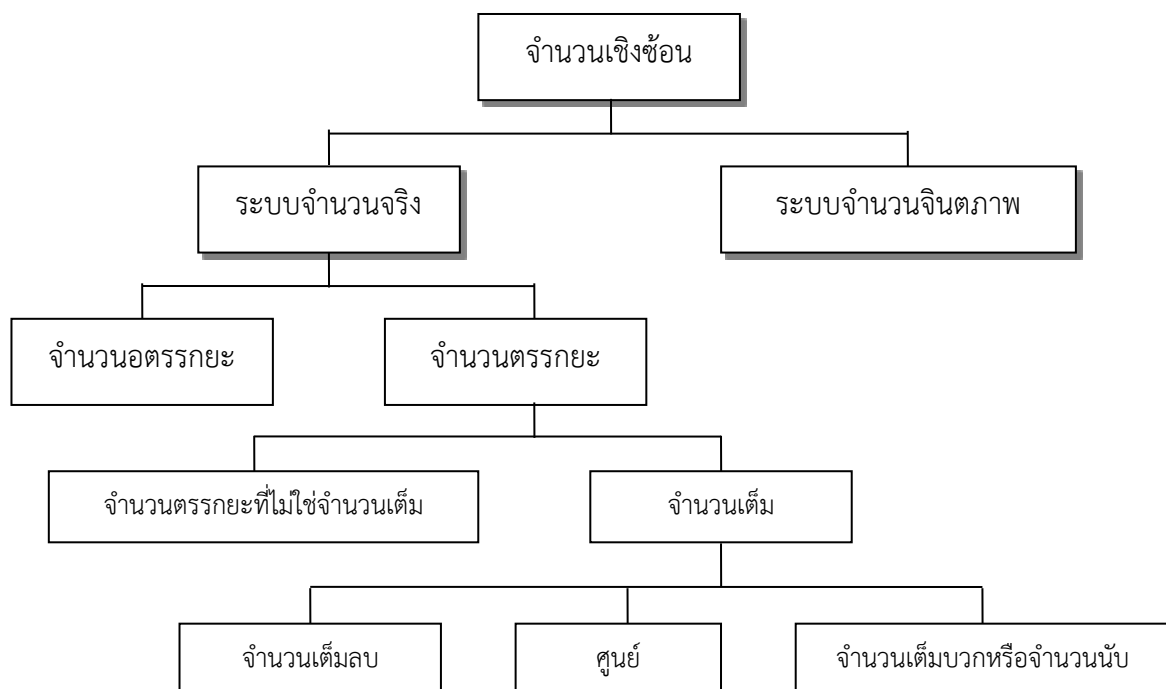 จำนวนเชิงซ้อน
ระบบจำนวนจริง
ระบบจำนวนจินตภาพ
จำนวนอตรรกยะ
จำนวนตรรกยะ
จำนวนตรรกยะที่ไม่ใช่จำนวนเต็ม
จำนวนเต็ม
จำนวนเต็มลบ
ศูนย์
จำนวนเต็มบวกหรือจำนวนนับ